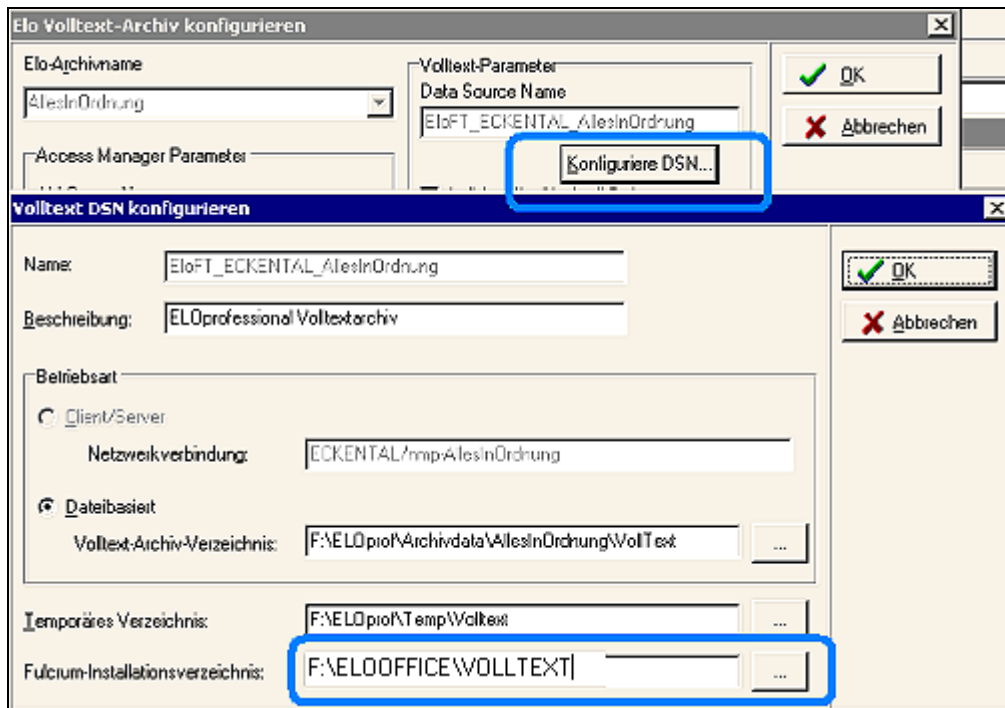 Elo Volltext-Archiv konfigurieren
Elo-Archivname
AllesInOrdnung
Volltext-Parameter
Data Source Name
EloFT_ECKENTAL_AllesInOrdnung
Konfiguriere DSN...
OK
Abbrechen
Access Manager Parameter
Volltext DSN konfigurieren
Name:
EloFT_ECKENTAL_AllesInOrdnung
Beschreibung:
ELOprofessional Volltextarchiv
OK
Abbrechen
Betriebsart
Client/Server
Netzwerkverbindung:
ECKENTAL/nmp-AllesInOrdnung
Dateibasiert
Volltext-Archiv-Verzeichnis:
F:\ELOprof\Archivdata\AllesInOrdnung\VollText
...
Temporäres Verzeichnis:
F:\ELOprof\Temp\Volltext
...
Fulcrum-Installationsverzeichnis:
F:\ELOOFFICE\VOLLTEXT
...